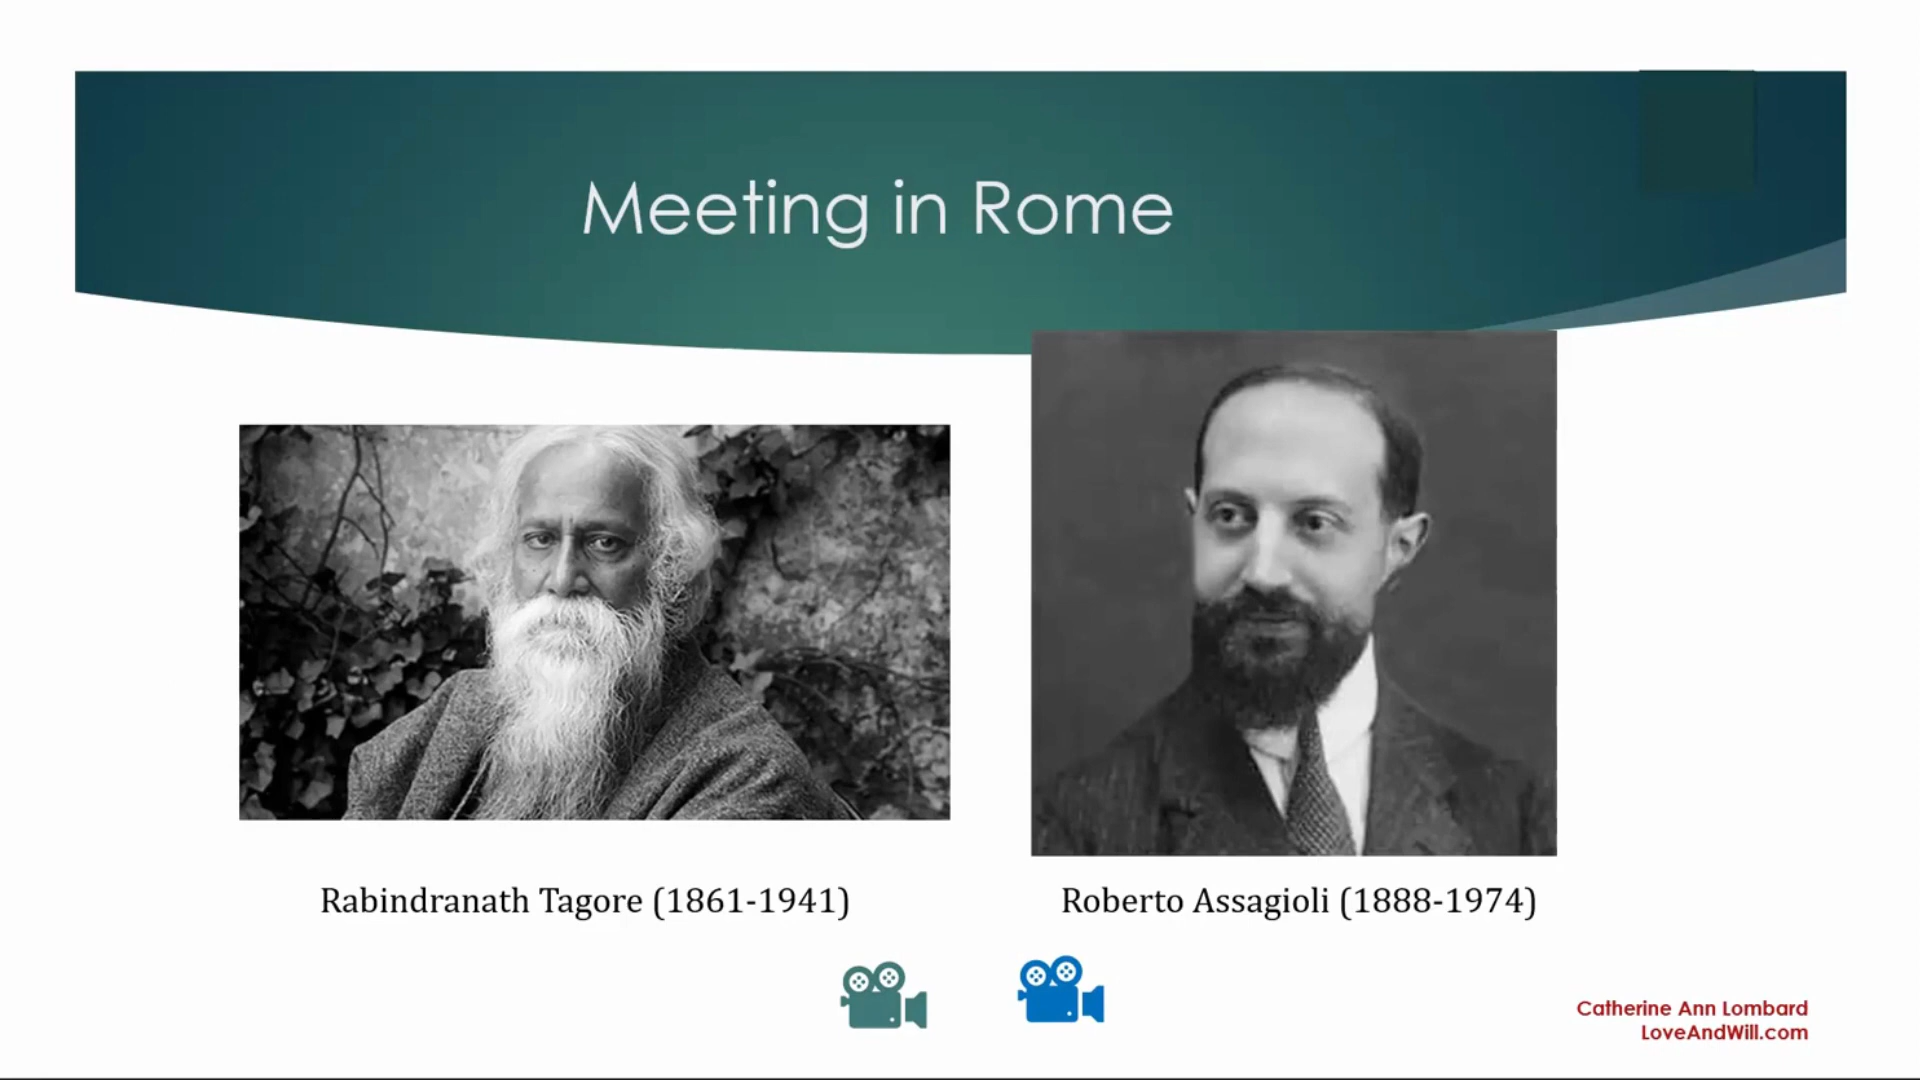 Meeting in Rome
Rabindranath Tagore (1861-1941)
Roberto Assagioli (1888-1974)
Catherine Ann Lombard
LoveAndWill.com